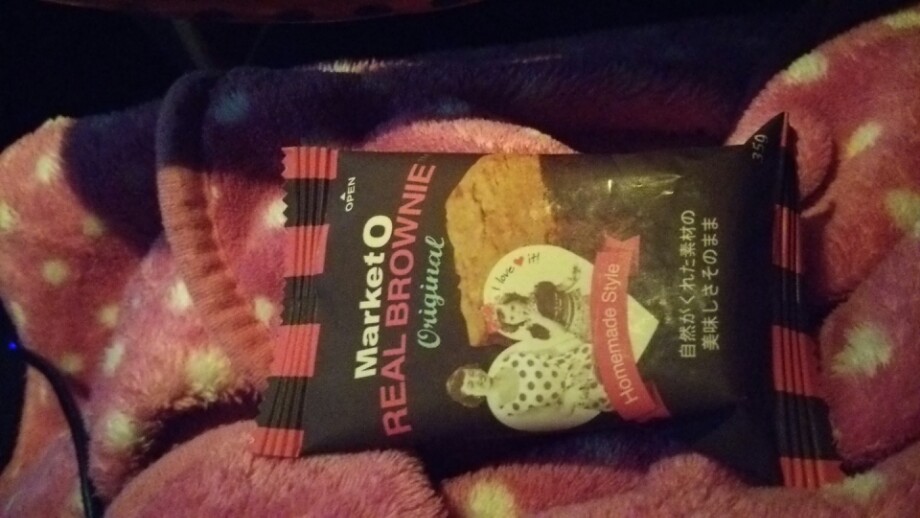 OPEN
Market O
REAL BROWNIE
Original
I love 王
Homemade Style
自然がくれた素材の
美味しさそのまま
35g